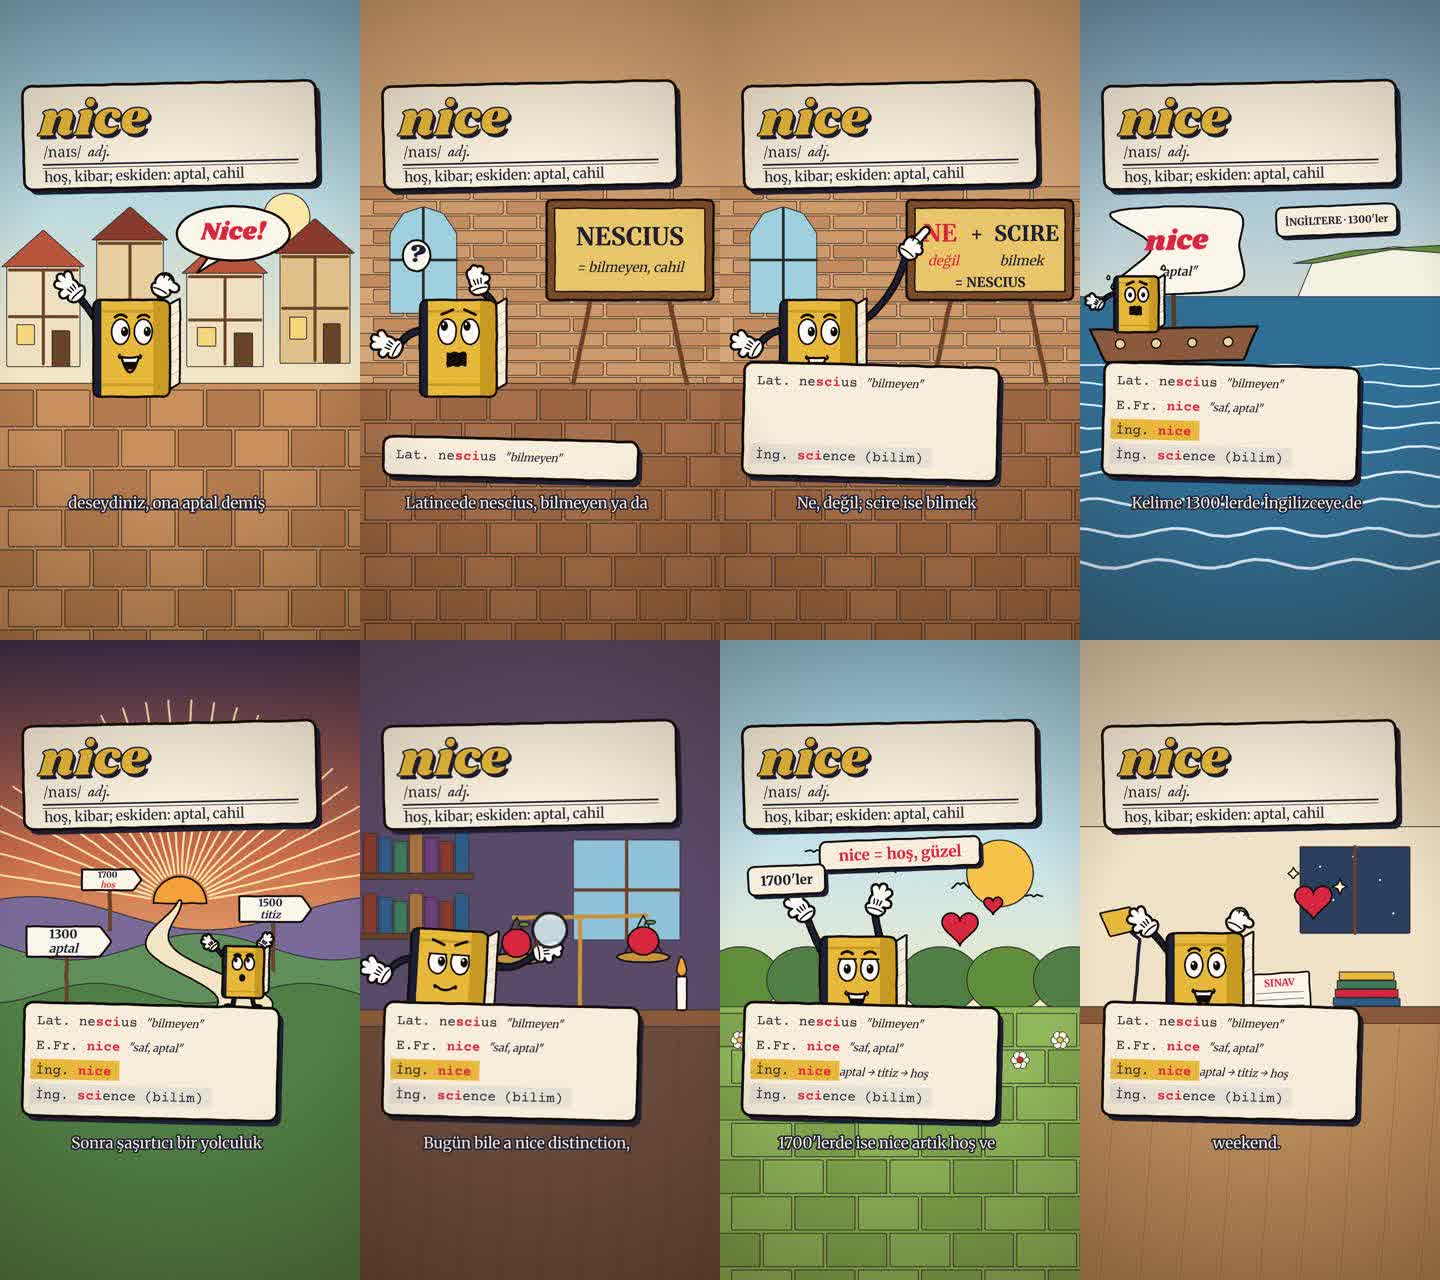 nice
/naɪs/ adj.
hoş, kibar; eskiden: aptal, cahil
Nice!
deseydiniz, ona aptal demiş
nice
/naɪs/ adj.
hoş, kibar; eskiden: aptal, cahil
?
NESCIUS
= bilmeyen, cahil
Lat. nescius "bilmeyen"
Latincede nescius, bilmeyen ya da
nice
/naɪs/ adj.
hoş, kibar; eskiden: aptal, cahil
NE + SCIRE
değil bilmek
= NESCIUS
Lat. nescius "bilmeyen"
İng. science (bilim)
Ne, değil; scire ise bilmek
nice
/naɪs/ adj.
hoş, kibar; eskiden: aptal, cahil
İNGİLTERE · 1300'ler
nice
aptal"
Lat. nescius "bilmeyen"
E.Fr. nice "saf, aptal"
İng. nice
İng. science (bilim)
Kelime 1300'lerde İngilizceye de
nice
/naɪs/ adj.
hoş, kibar; eskiden: aptal, cahil
1700
hoş
1500
titiz
1300
aptal
Lat. nescius "bilmeyen"
E.Fr. nice "saf, aptal"
İng. nice
İng. science (bilim)
Sonra şaşırtıcı bir yolculuk
nice
/naɪs/ adj.
hoş, kibar; eskiden: aptal, cahil
Lat. nescius "bilmeyen"
E.Fr. nice "saf, aptal"
İng. nice
İng. science (bilim)
Bugün bile a nice distinction,
nice
/naɪs/ adj.
hoş, kibar; eskiden: aptal, cahil
nice = hoş, güzel
1700'ler
Lat. nescius "bilmeyen"
E.Fr. nice "saf, aptal"
İng. nice aptal → titiz → hoş
İng. science (bilim)
1700'lerde ise nice artık hoş ve
nice
/naɪs/ adj.
hoş, kibar; eskiden: aptal, cahil
SINAV
Lat. nescius "bilmeyen"
E.Fr. nice "saf, aptal"
İng. nice aptal → titiz → hoş
İng. science (bilim)
weekend.